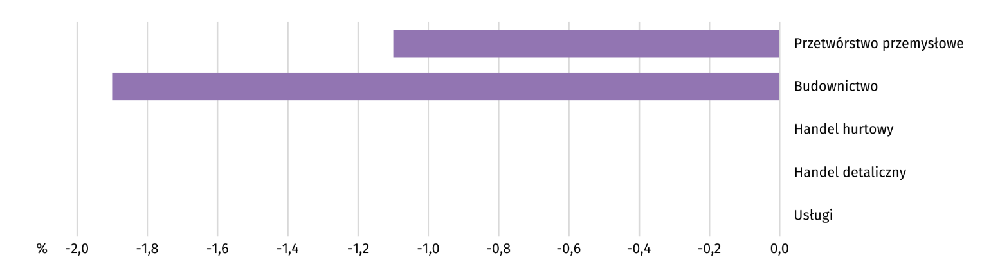 Przetwórstwo przemysłowe
Budownictwo
Handel hurtowy
Handel detaliczny
Usługi
% -2,0 -1,8 -1,6 -1,4 -1,2 -1,0 -0,8 -0,6 -0,4 -0,2 0,0